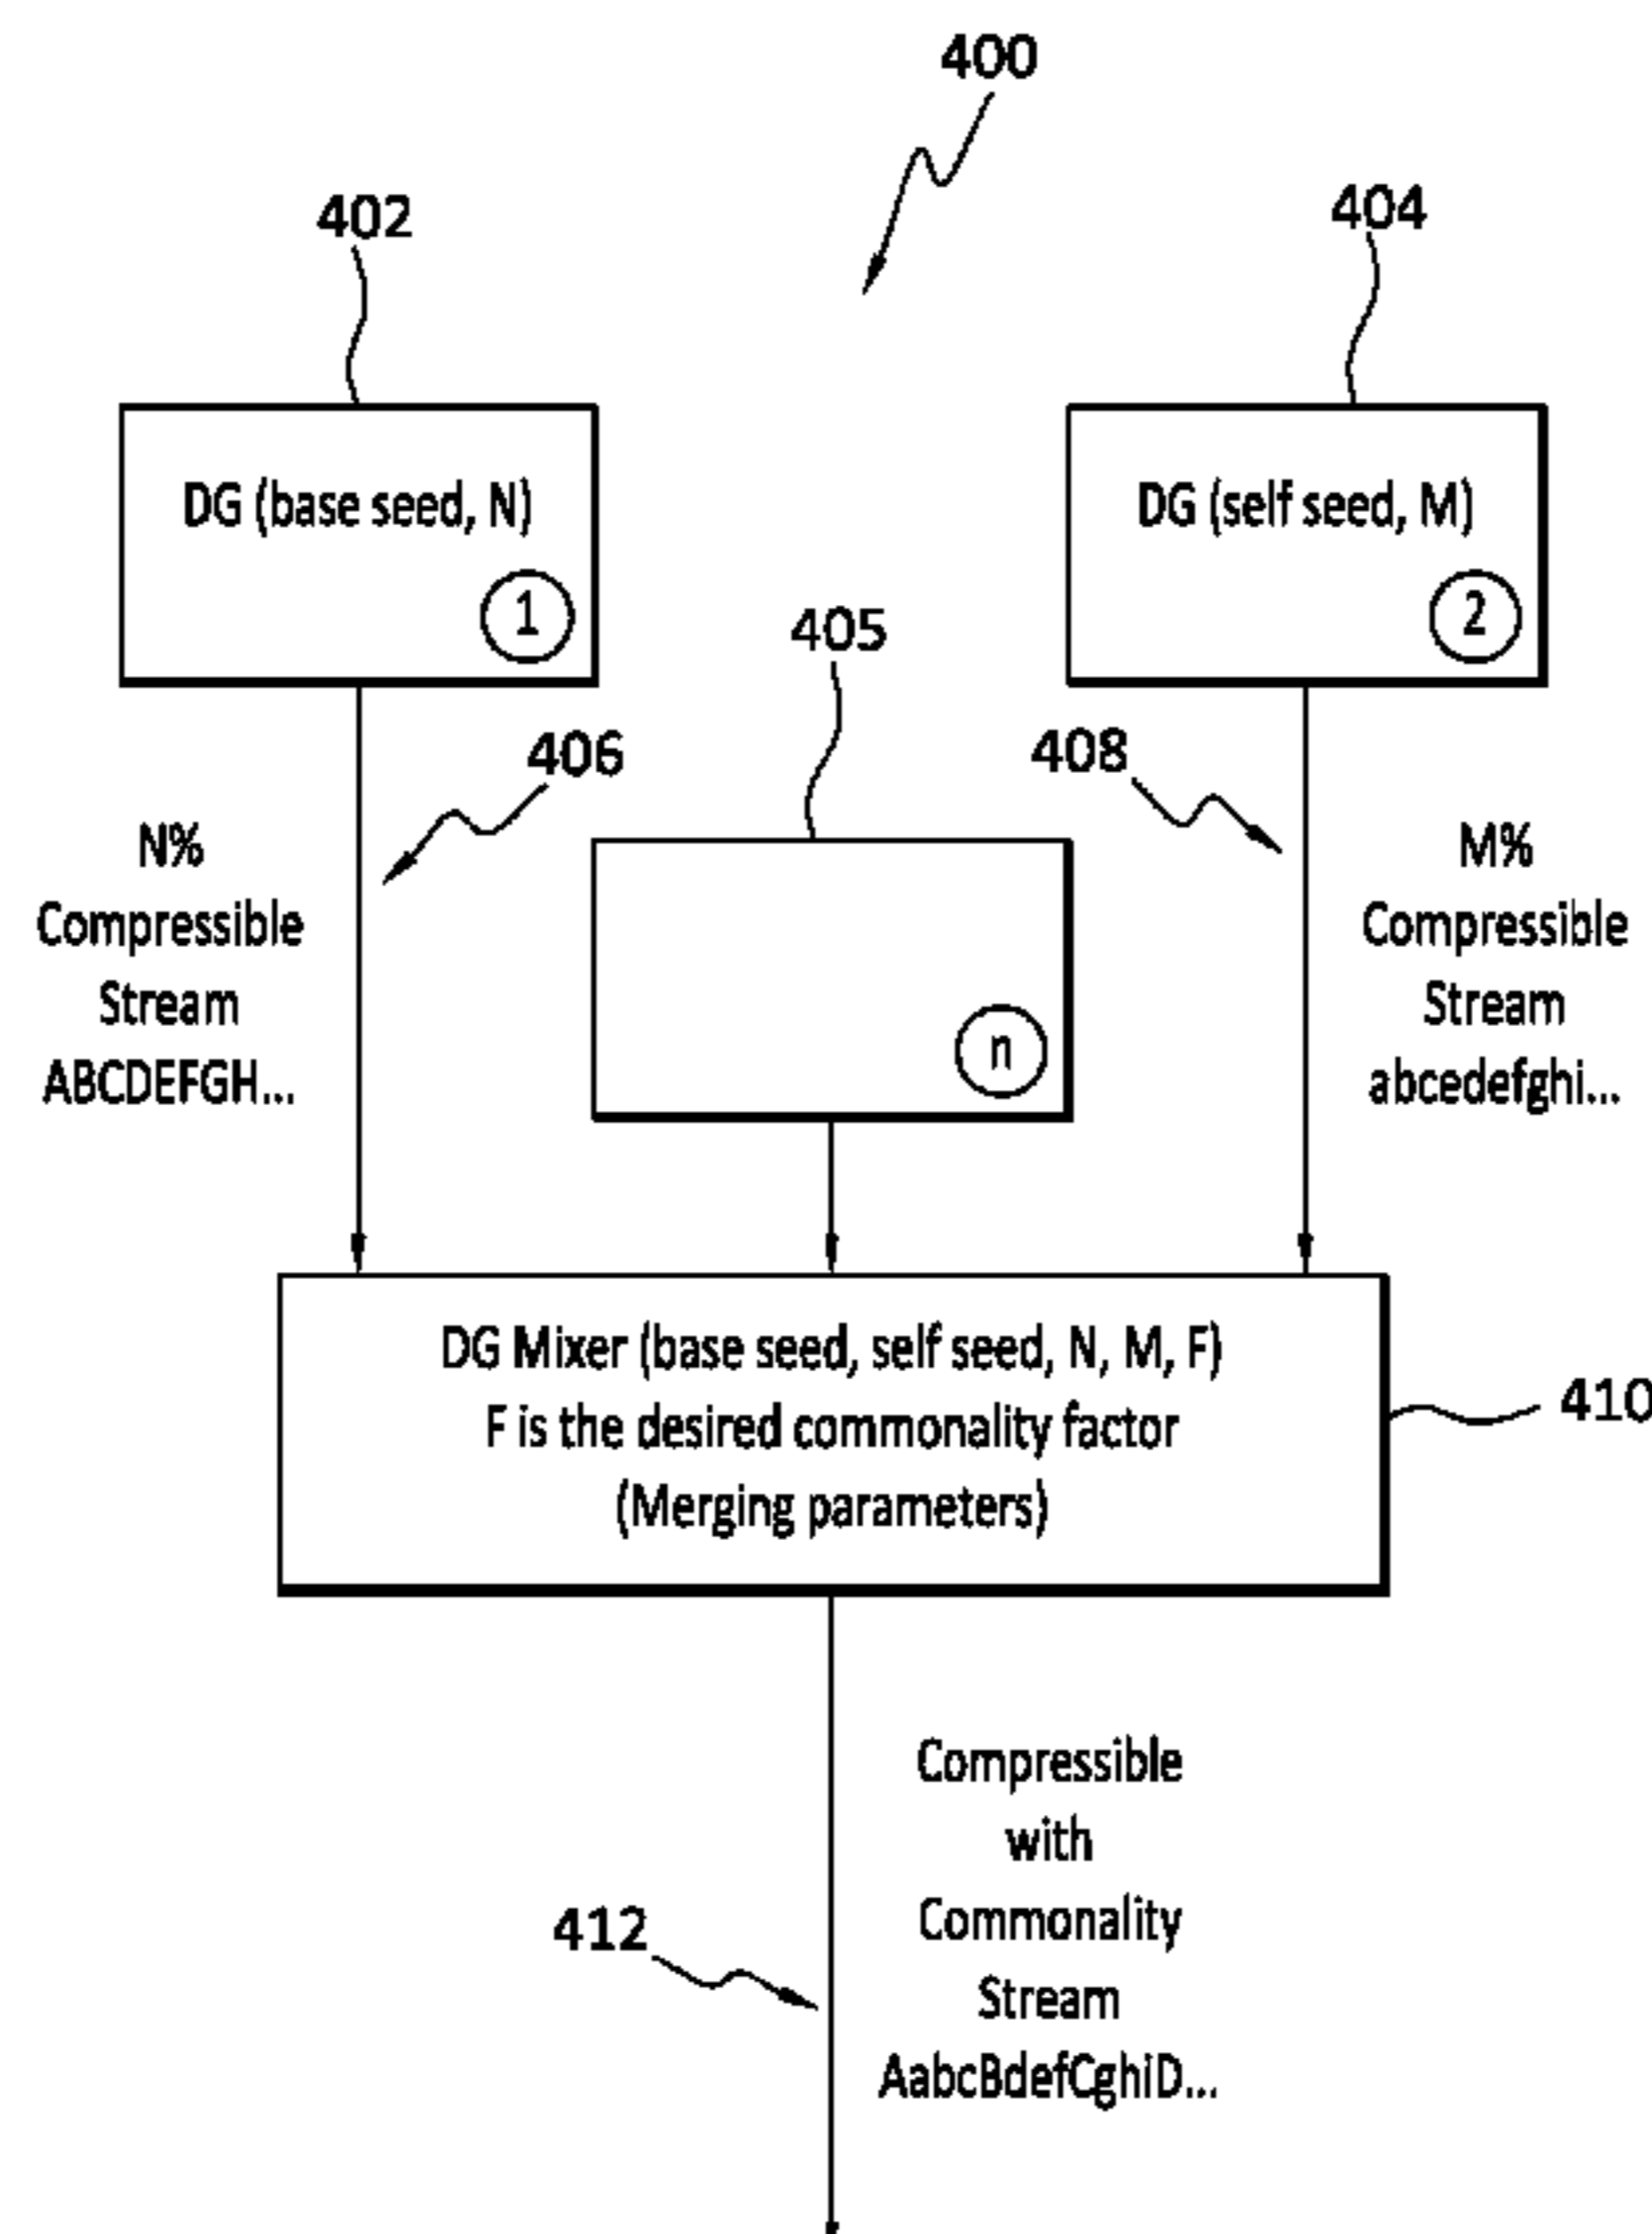 400
402
404
DG (base seed, N)
1
DG (self seed, M)
2
405
406
408
N%
Compressible
Stream
ABCDEFGH...
M%
Compressible
Stream
abcedefghi...
n
DG Mixer (base seed, self seed, N, M, F)
F is the desired commonality factor
(Merging parameters)
410
Compressible
with
Commonality
Stream
AabcBdefCghiD...
412